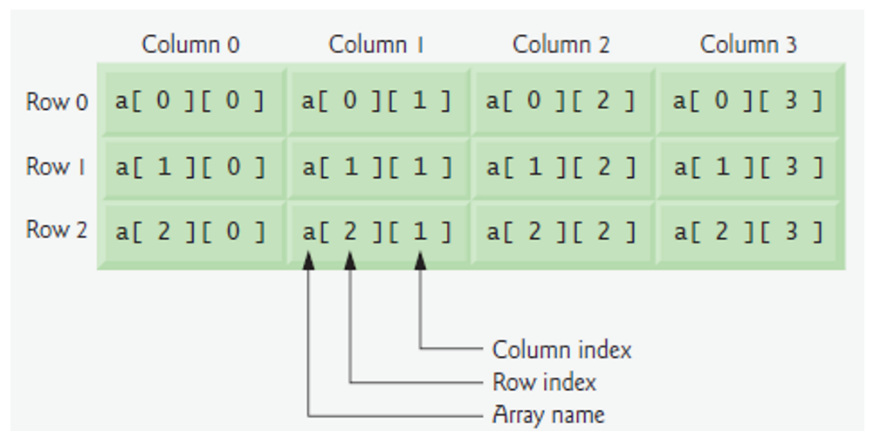 Column 0 Column 1 Column 2 Column 3
Row 0 a[ 0 ][ 0 ] a[ 0 ][ 1 ] a[ 0 ][ 2 ] a[ 0 ][ 3 ]
Row 1 a[ 1 ][ 0 ] a[ 1 ][ 1 ] a[ 1 ][ 2 ] a[ 1 ][ 3 ]
Row 2 a[ 2 ][ 0 ] a[ 2 ][ 1 ] a[ 2 ][ 2 ] a[ 2 ][ 3 ]
Column index
Row index
Array name